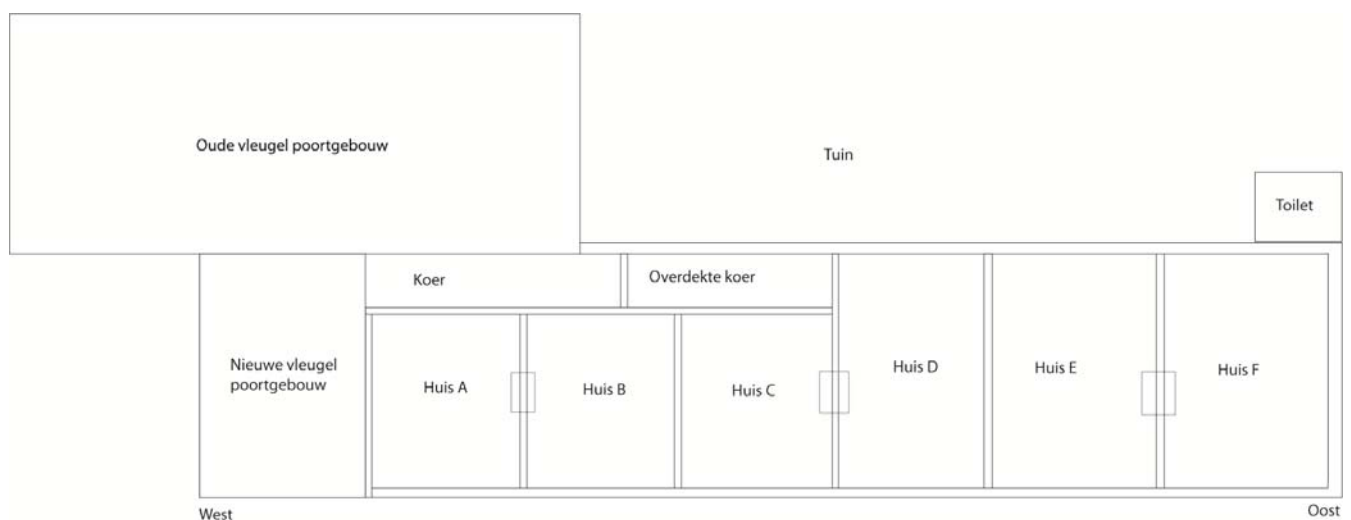 Oude vleugel poortgebouw
Tuin
Toilet
Koer
Overdekte koer
Nieuwe vleugel
poortgebouw
Huis A
Huis B
Huis C
Huis D
Huis E
Huis F
West
Oost